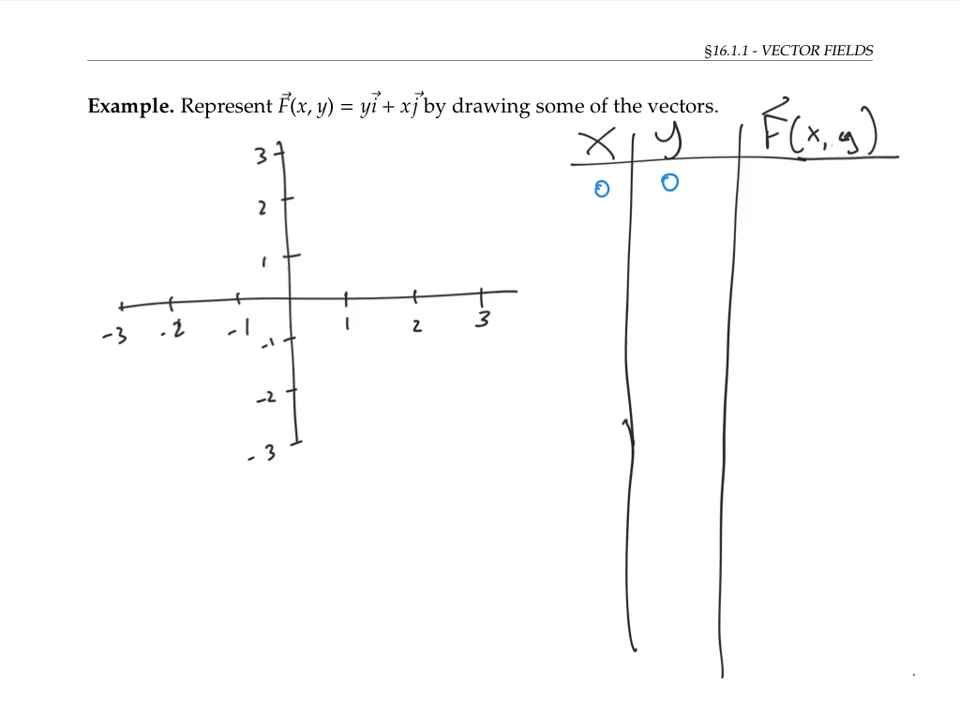 §16.1.1 - VECTOR FIELDS
Example. Represent F⃗(x, y) = yi⃗ + xj⃗ by drawing some of the vectors.
x y F⃗(x, y)
0 0
3
2
1
-3 -2 -1 1 2 3
-1
-2
-3